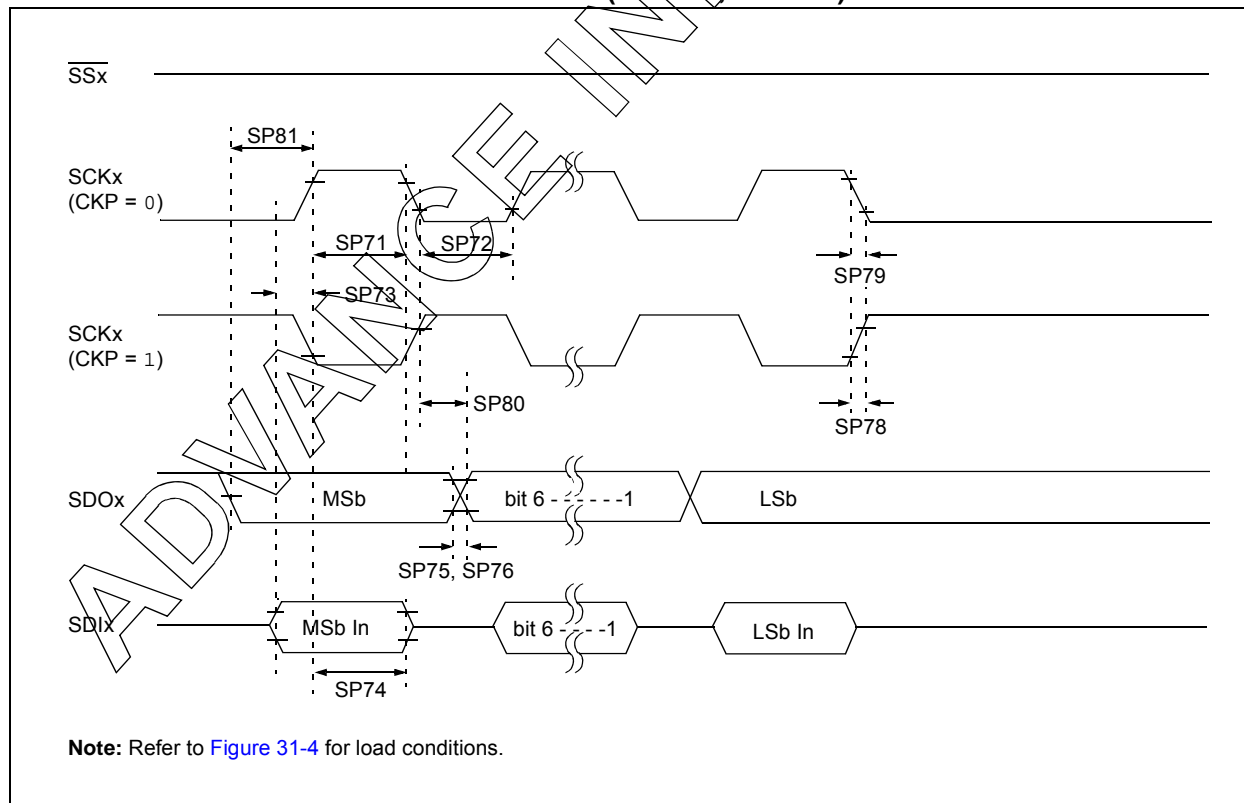 SSx
SP81
SCKx
(CKP = 0)
SP71
SP72
SP79
SP73
SCKx
(CKP = 1)
SP80
SP78
SDOx
MSb
bit 6 - - - - - -1
LSb
SP75, SP76
SDIx
MSb In
bit 6 - - - -1
LSb In
SP74
Note: Refer to Figure 31-4 for load conditions.
ADVANCE